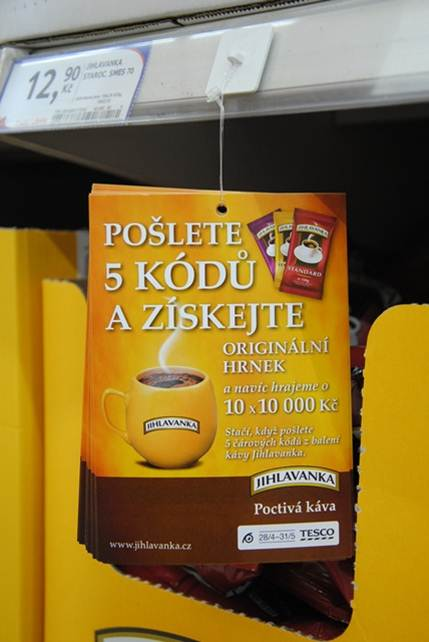 12,90 Kč
JIHLAVANKA
STAROČ. SMES 70
POŠLETE
5 KÓDŮ
A ZÍSKEJTE
JIHLAVANKA
STANDARD
ORIGINÁLNÍ
HRNEK
a navíc hrajeme o
10 x 10 000 Kč
JIHLAVANKA
Stačí, když pošlete
5 čárových kódů z balení
kávy Jihlavanka.
JIHLAVANKA
Poctivá káva
28/4–31/5 TESCO
www.jihlavanka.cz